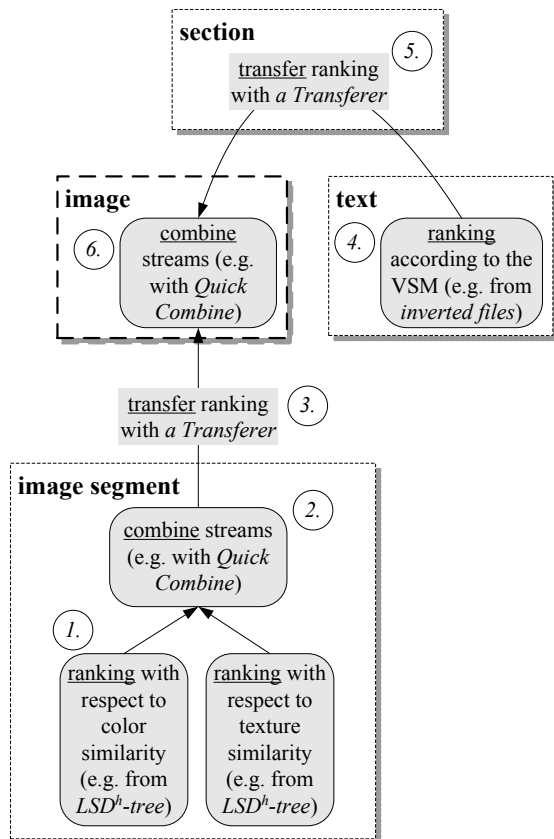 section
5.
transfer ranking
with a Transferer
image
6.
combine
streams (e.g.
with Quick
Combine)
text
4.
ranking
according to the
VSM (e.g. from
inverted files)
transfer ranking
with a Transferer
3.
image segment
2.
combine streams
(e.g. with Quick
Combine)
1.
ranking with
respect to
color
similarity
(e.g. from
LSDʰ-tree)
ranking with
respect to
texture
similarity
(e.g. from
LSDʰ-tree)